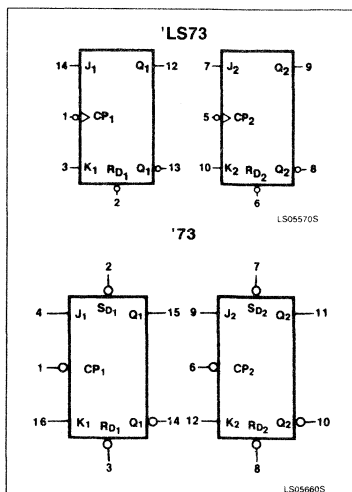 'LS73
14 J1 Q1 12 7 J2 Q2 9
1 CP1 5 CP2
3 K1 RD1 Q1 13 10 K2 RD2 Q2 8
2 6
LS05570S
'73
2 7
SD1 SD2
4 J1 Q1 15 9 J2 Q2 11
1 CP1 6 CP2
16 K1 RD1 Q1 14 12 K2 RD2 Q2 10
3 8
LS05660S